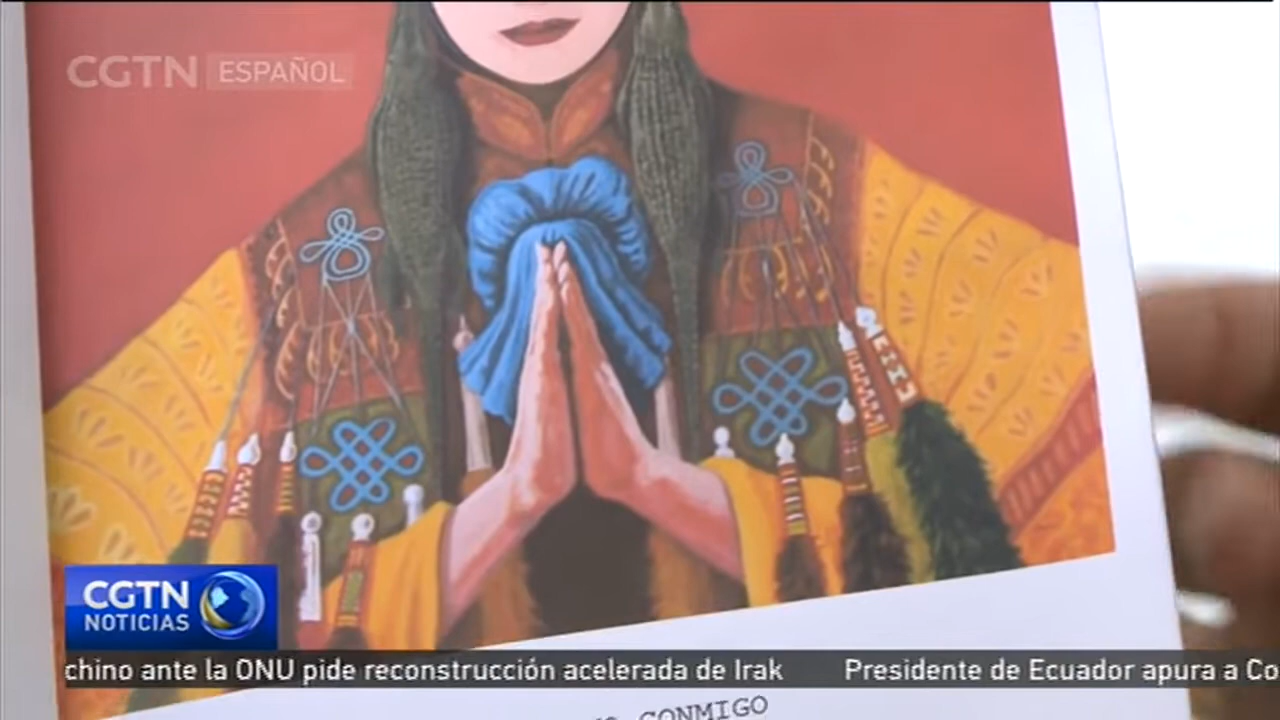 CGTN ESPAÑOL
CGTN
NOTICIAS
chino ante la ONU pide reconstrucción acelerada de Irak Presidente de Ecuador apura a Co
CONMIGO